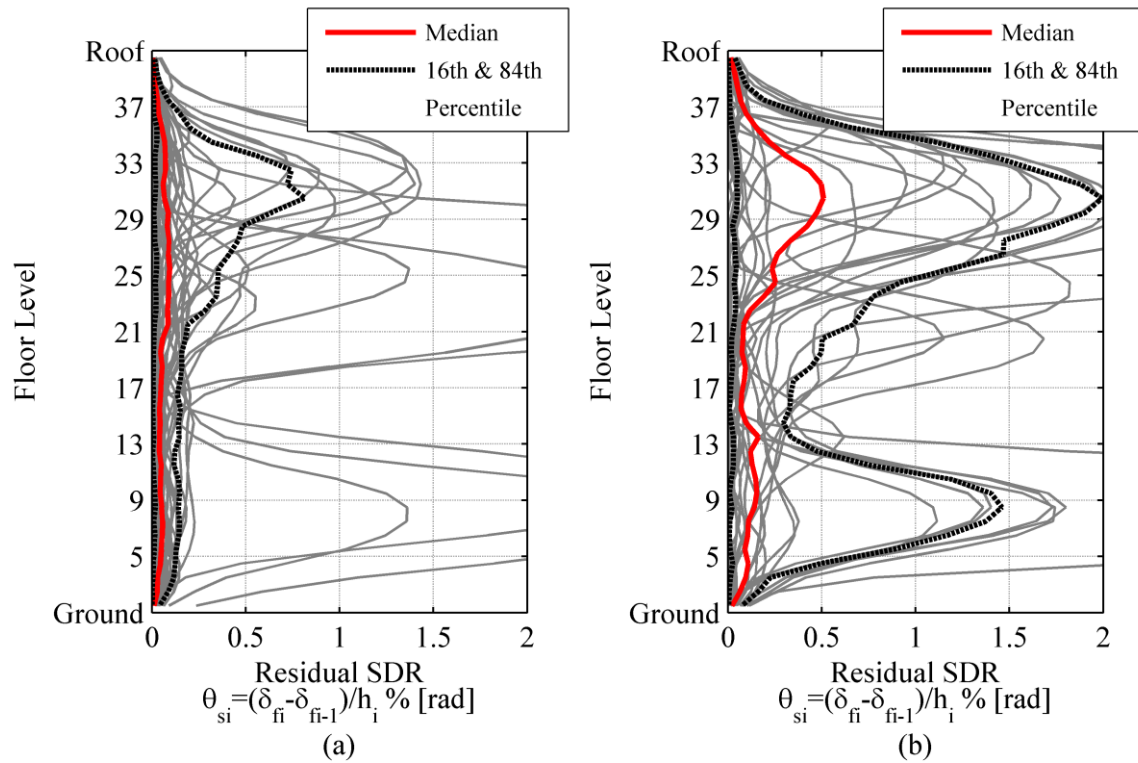 Median
16th & 84th
Percentile
Roof
37
33
29
25
21
17
13
9
5
Ground
Floor Level
0 0.5 1 1.5 2
Residual SDR
θsi=(δfi-δfi-1)/hi % [rad]
(a)
Median
16th & 84th
Percentile
Roof
37
33
29
25
21
17
13
9
5
Ground
Floor Level
0 0.5 1 1.5 2
Residual SDR
θsi=(δfi-δfi-1)/hi % [rad]
(b)